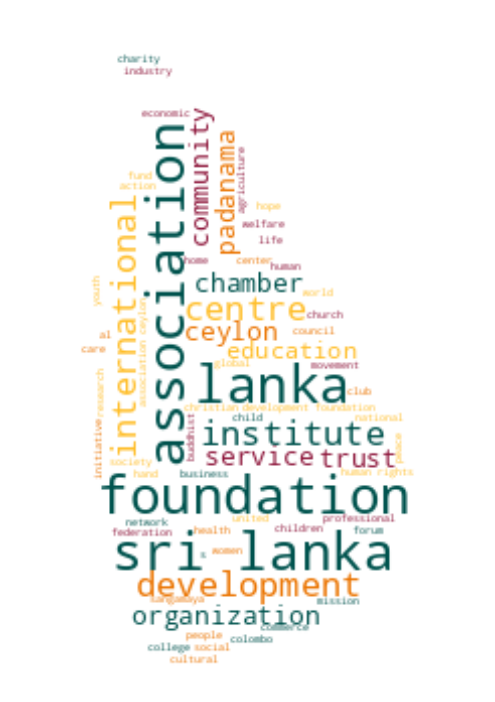 charity
industry
economic
community
association
padanama
agriculture
fund
action
international
hope
welfare
life
home
center
human
youth
chamber
world
centre
church
association ceylon
ceylon
council
al
care
education
global
movement
lanka
club
research
christian
development foundation
child
national
buddhist
institute
peace
initiative
service
trust
society
hand
business
human rights
foundation
network
united
professional
federation
health
children
forum
sri lanka
s
women
development
sangamaya
mission
organization
commerce
people
colombo
college
social
cultural